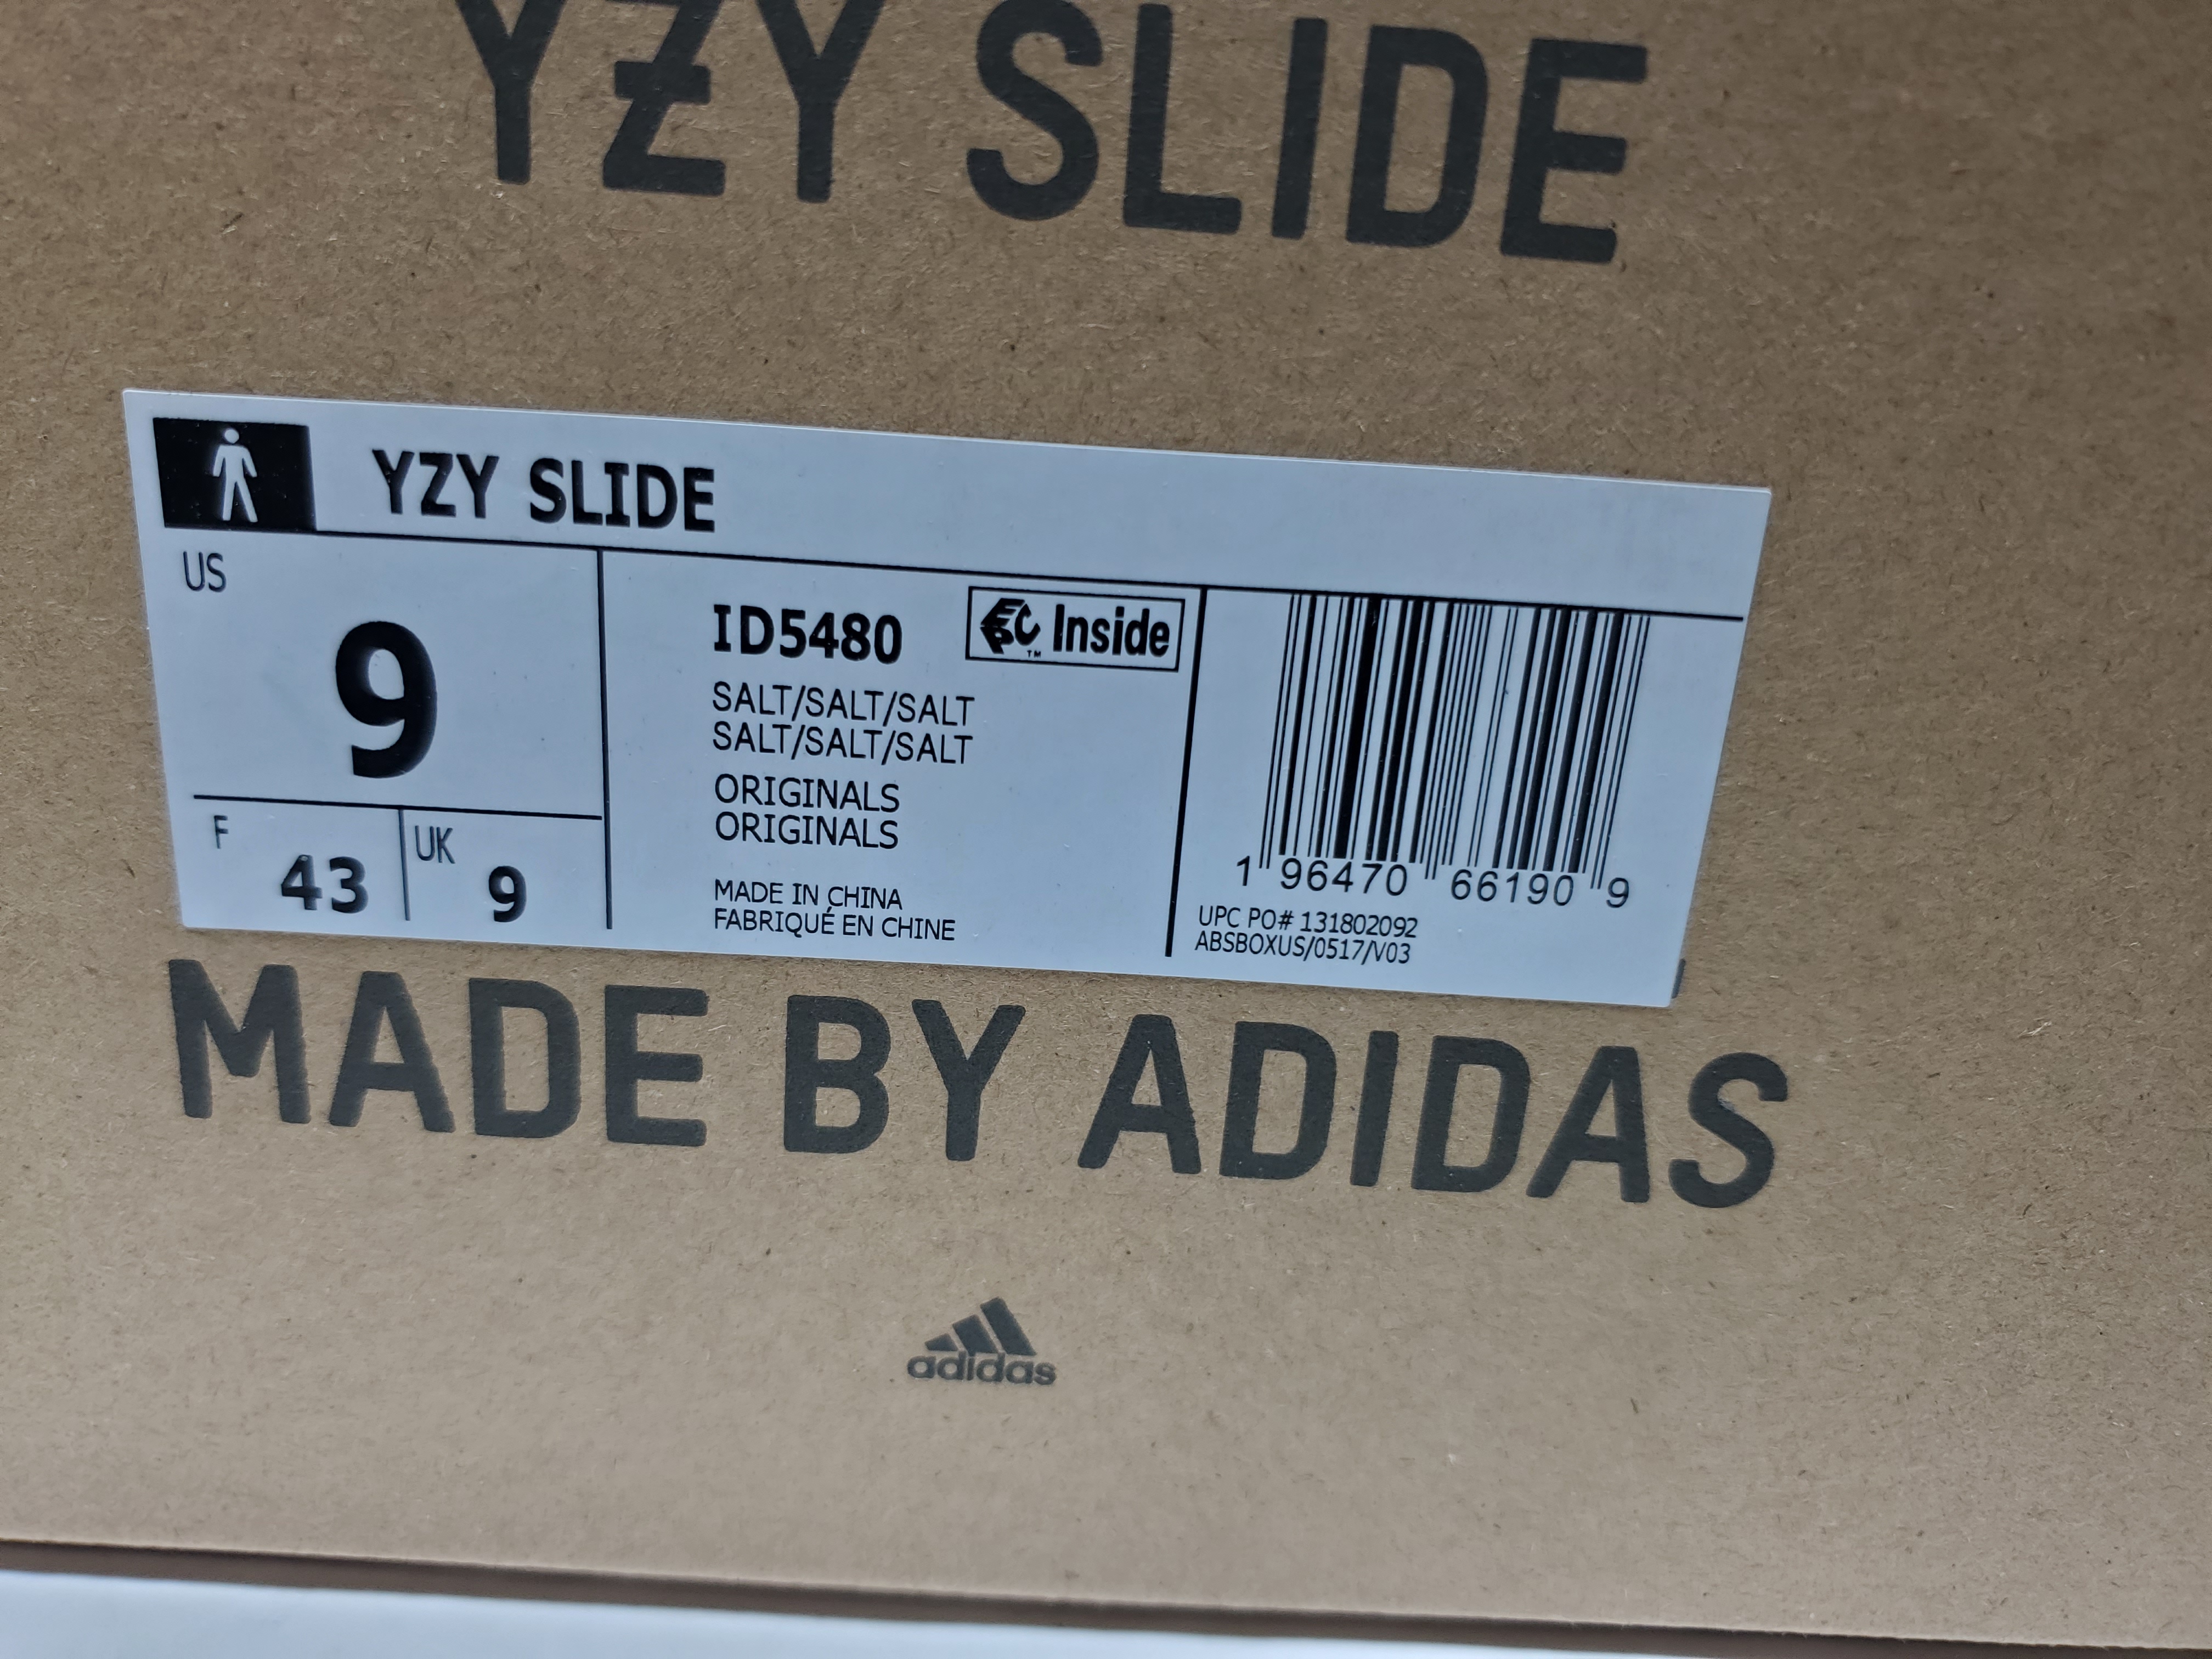 YZY SLIDE
YZY SLIDE
US
9
F 43
UK 9
ID5480
EPC™ Inside
SALT/SALT/SALT
SALT/SALT/SALT
ORIGINALS
ORIGINALS
MADE IN CHINA
FABRIQUÉ EN CHINE
1 96470 66190 9
UPC PO# 131802092
ABSBOXUS/0517/V03
MADE BY ADIDAS
adidas